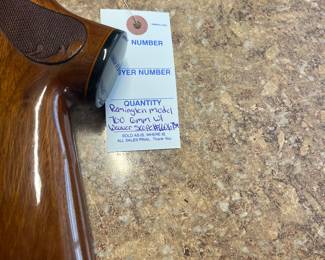 NUMBER
BUYER NUMBER
QUANTITY
Remington model
700 6mm w/
Weaver scope
SOLD AS-IS, WHERE IS
ALL SALES FINAL. Thank You